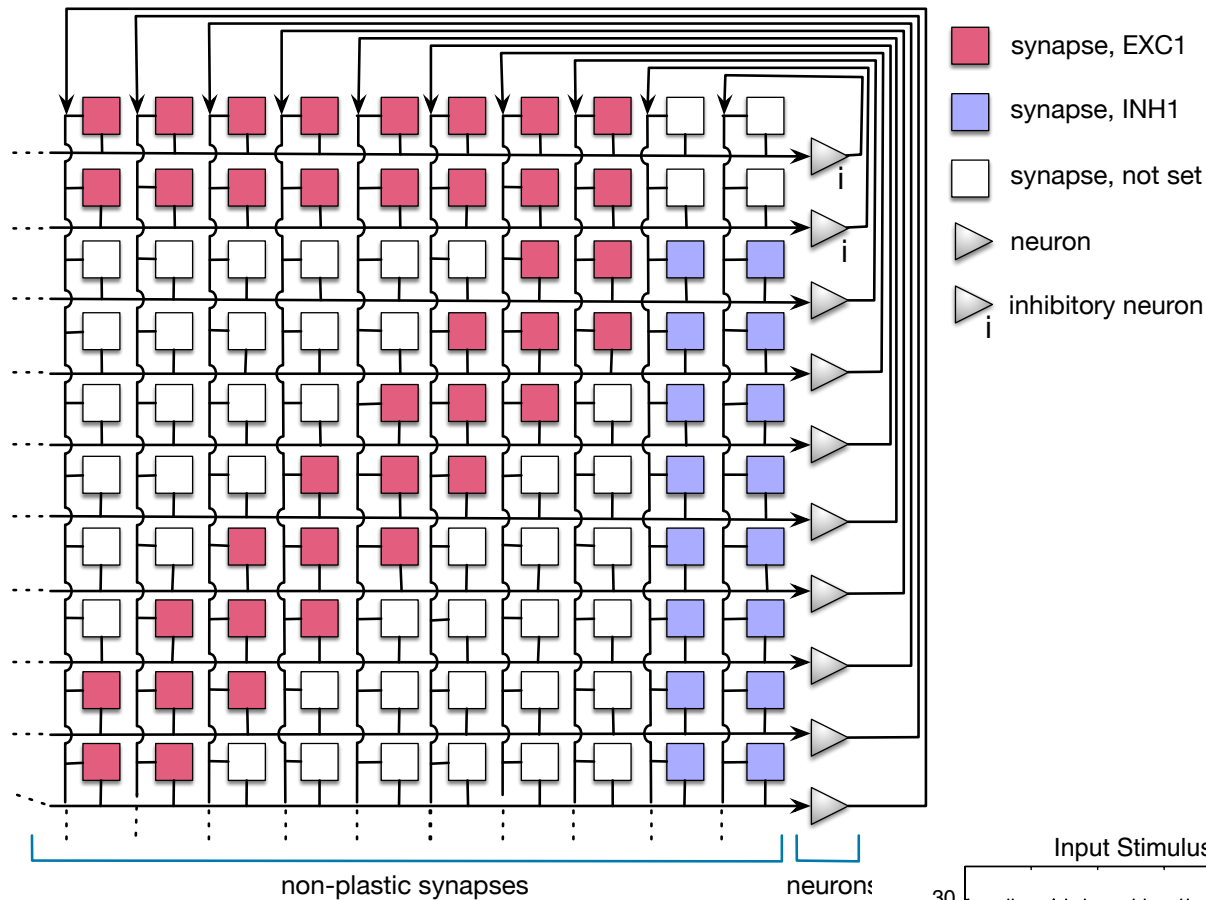 synapse, EXC1
synapse, INH1
synapse, not set
neuron
inhibitory neuron
i
i
i
non-plastic synapses
neurons
Input Stimulus
30